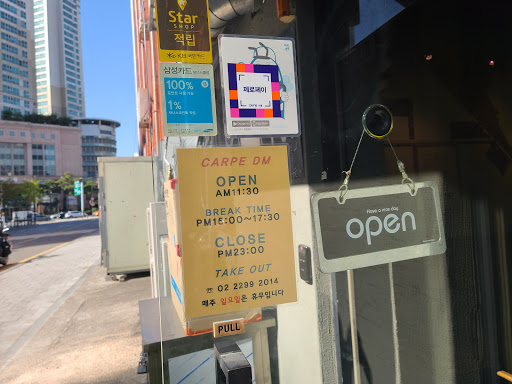 Star
SHOP
적립
삼성카드
100%
1%
제로페이
CARPE DM
OPEN
AM11:30
BREAK TIME
PM15:00~17:30
CLOSE
PM23:00
TAKE OUT
☏ 02 2299 2014
매주 일요일은 휴무입니다
PULL
Have a nice day
open